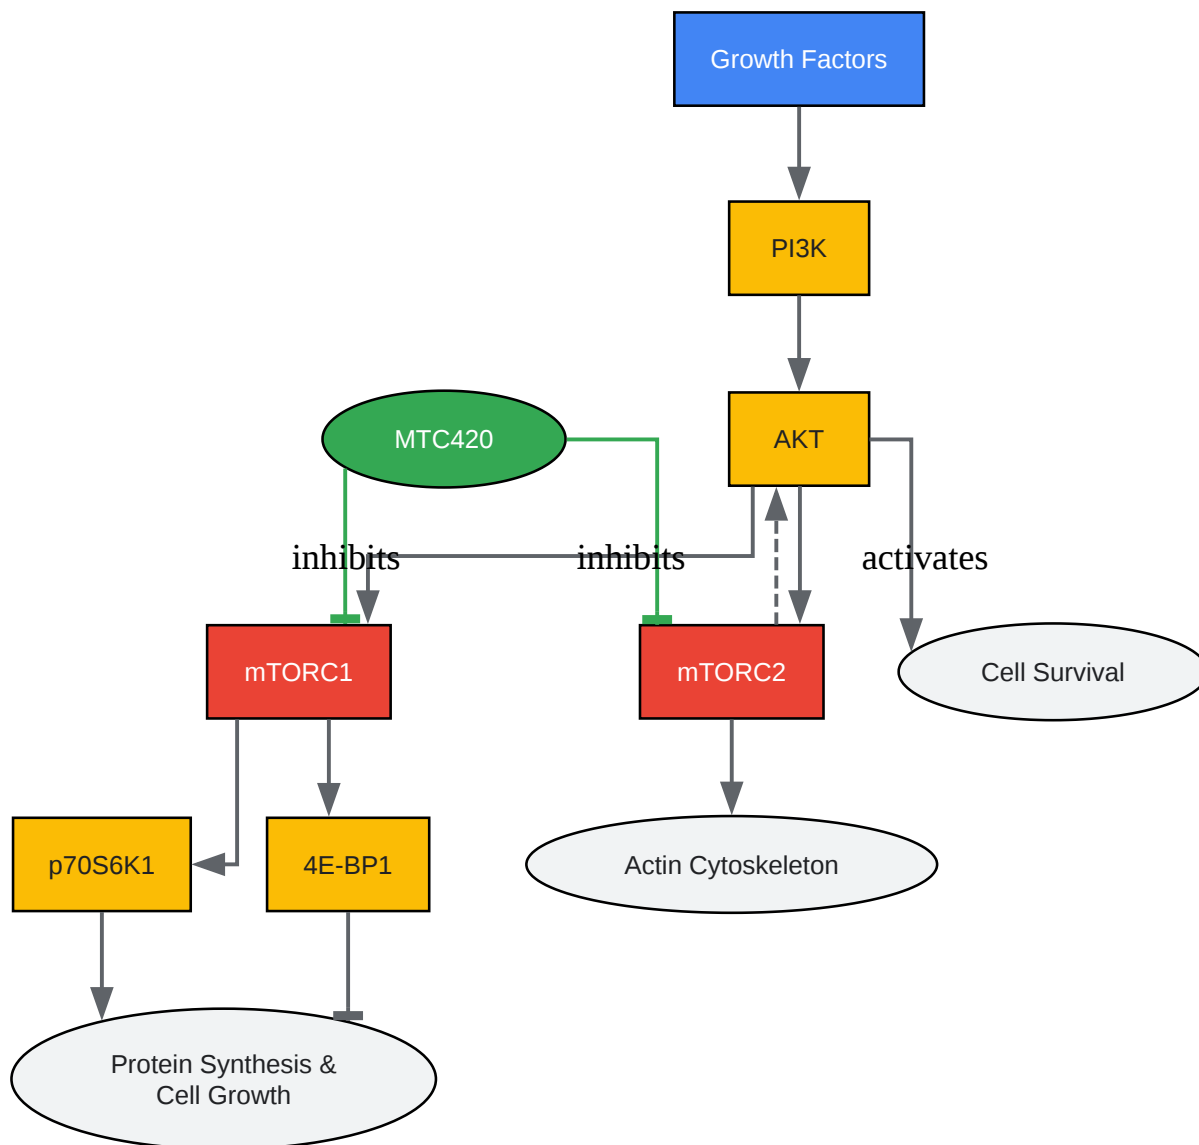 Growth Factors
PI3K
MTC420
AKT
inhibits
inhibits
activates
mTORC1
mTORC2
Cell Survival
p70S6K1
4E-BP1
Actin Cytoskeleton
Protein Synthesis &
Cell Growth